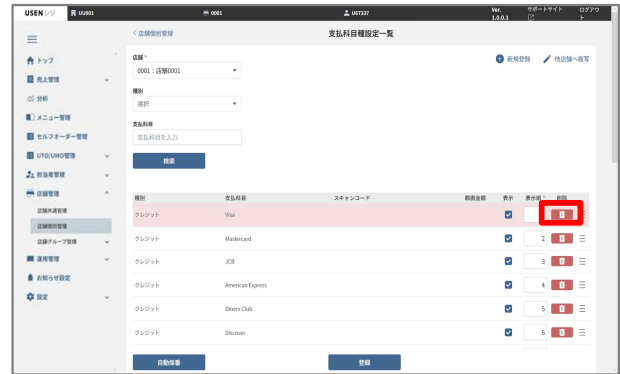 USEN レジ UU001 0001 U67337 Ver. 1.0.0.1 サポートサイト ログアウト
< 店舗個別管理 支払科目種設定一覧
トップ
売上管理
分析
メニュー管理
セルフオーダー管理
UTO/UMO管理
担当者管理
店舗管理
店舗共通管理
店舗個別管理
店舗グループ管理
運用管理
お知らせ設定
設定
店舗 *
0001:店舗0001
新規登録 他店舗へ複写
種別
選択
支払科目
支払科目を入力
検索
種別 支払科目 スキャンコード 額面金額 表示 表示順 * 削除
クレジット Visa
クレジット Mastercard 2
クレジット JCB 3
クレジット American Express 4
クレジット Diners Club 5
クレジット Discover 6
自動採番 登録